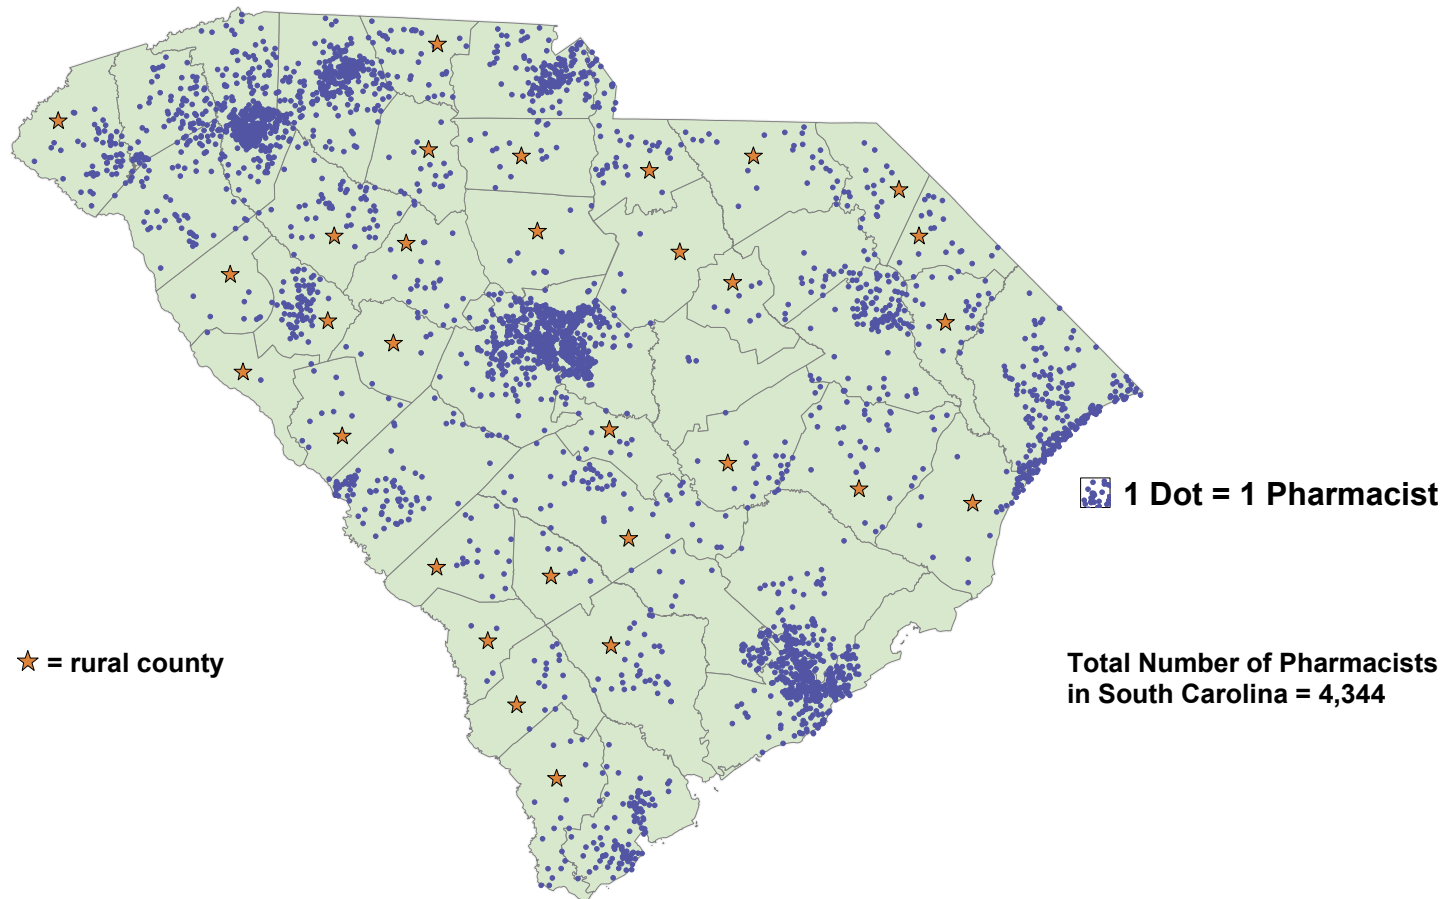 1 Dot = 1 Pharmacist
= rural county
Total Number of Pharmacists
in South Carolina = 4,344